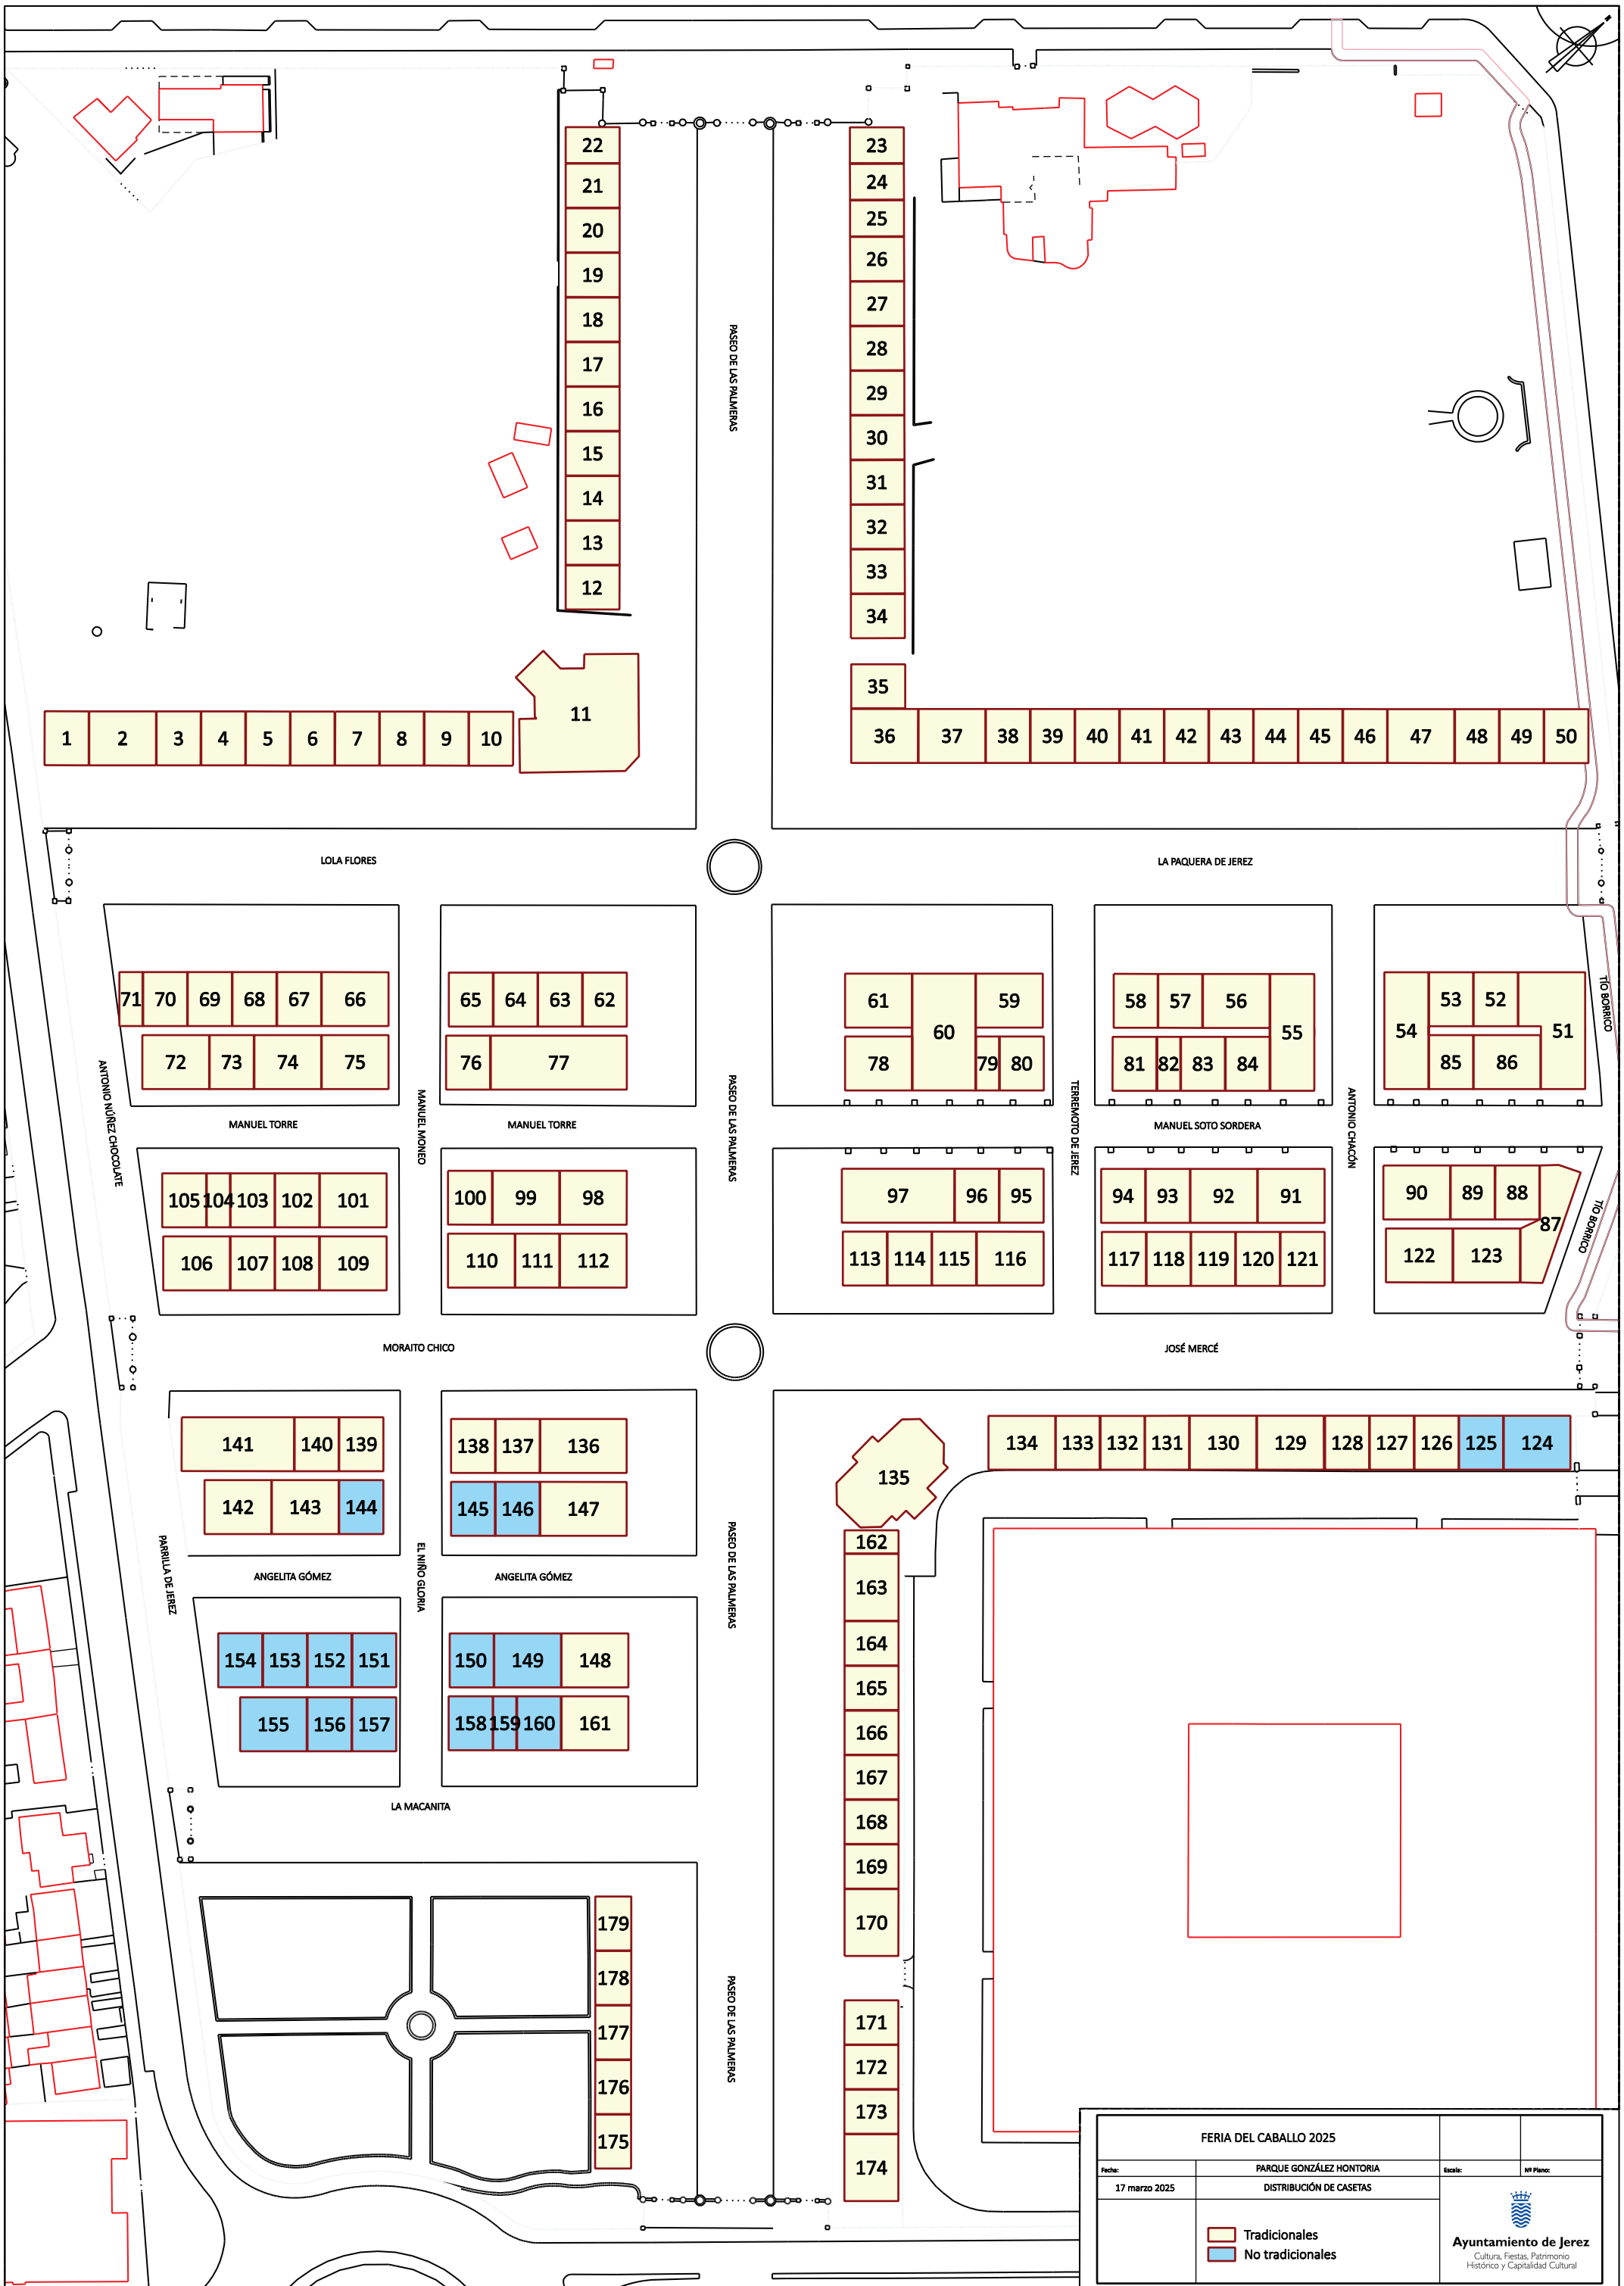 22
23
21
24
20
25
19
26
18
27
17
28
16
29
15
30
14
31
13
32
12
33
34
PASEO DE LAS PALMERAS
35
11
1 2 3 4 5 6 7 8 9 10
36 37 38 39 40 41 42 43 44 45 46 47 48 49 50
LOLA FLORES
LA PAQUERA DE JEREZ
71 70 69 68 67 66
65 64 63 62
61 60 59
58 57 56 55
54 53 52 51
72 73 74 75
76 77
78 79 80
81 82 83 84
85 86
TÍO BORRICO
ANTONIO NÚÑEZ CHOCOLATE
MANUEL MONEO
PASEO DE LAS PALMERAS
TERREMOTO DE JEREZ
ANTONIO CHACÓN
MANUEL TORRE
MANUEL TORRE
MANUEL SOTO SORDERA
105 104 103 102 101
100 99 98
97 96 95
94 93 92 91
90 89 88 87
TÍO BORRICO
106 107 108 109
110 111 112
113 114 115 116
117 118 119 120 121
122 123
MORAITO CHICO
JOSÉ MERCÉ
141 140 139
138 137 136
135
134 133 132 131 130 129 128 127 126 125 124
142 143 144
145 146 147
PARRILLA DE JEREZ
EL NIÑO GLORIA
PASEO DE LAS PALMERAS
ANGELITA GÓMEZ
ANGELITA GÓMEZ
154 153 152 151
150 149 148
155 156 157
158 159 160 161
LA MACANITA
162
163
164
165
166
167
168
169
170
179
178
177
176
175
PASEO DE LAS PALMERAS
171
172
173
174
FERIA DEL CABALLO 2025
Fecha:
PARQUE GONZÁLEZ HONTORIA
Escala:
Nº Plano:
17 marzo 2025
DISTRIBUCIÓN DE CASETAS
Tradicionales
No tradicionales
Ayuntamiento de Jerez
Cultura, Fiestas, Patrimonio
Histórico y Capitalidad Cultural